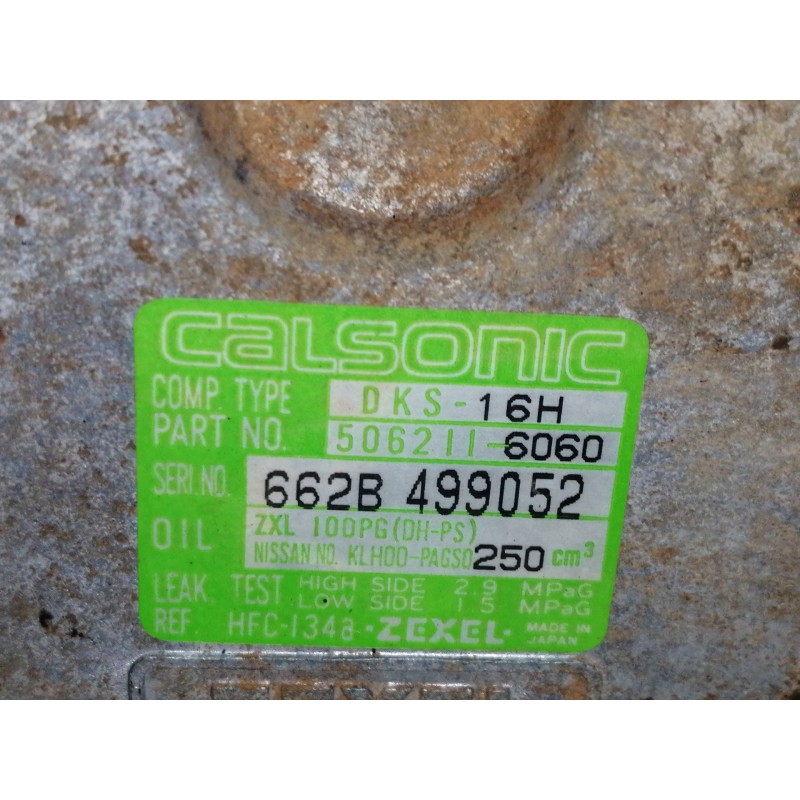 calsonic
COMP. TYPE DKS-16H
PART NO. 506211-6060
SERI.NO. 662B 499052
OIL ZXL 100PG(DH-PS)
NISSAN NO. KLH00-PAGS0 250 cm³
LEAK TEST HIGH SIDE 2.9 MPaG
LOW SIDE 1.5 MPaG
REF. HFC-134a -ZEXEL- MADE IN JAPAN